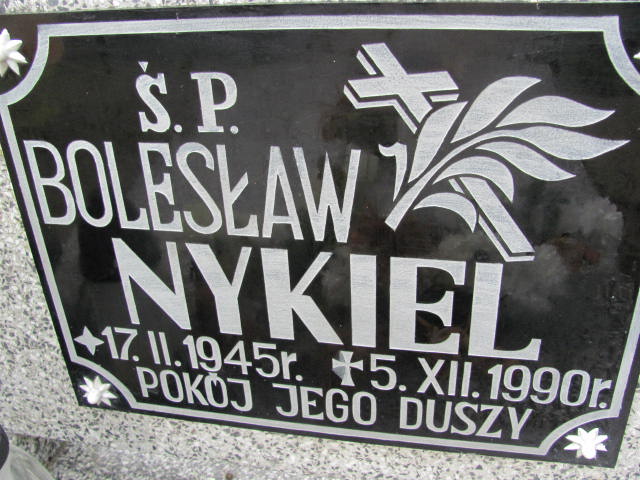 Ś. P.
BOLESŁAW
NYKIEL
17. II. 1945r. 5. XII. 1990r.
POKÓJ JEGO DUSZY